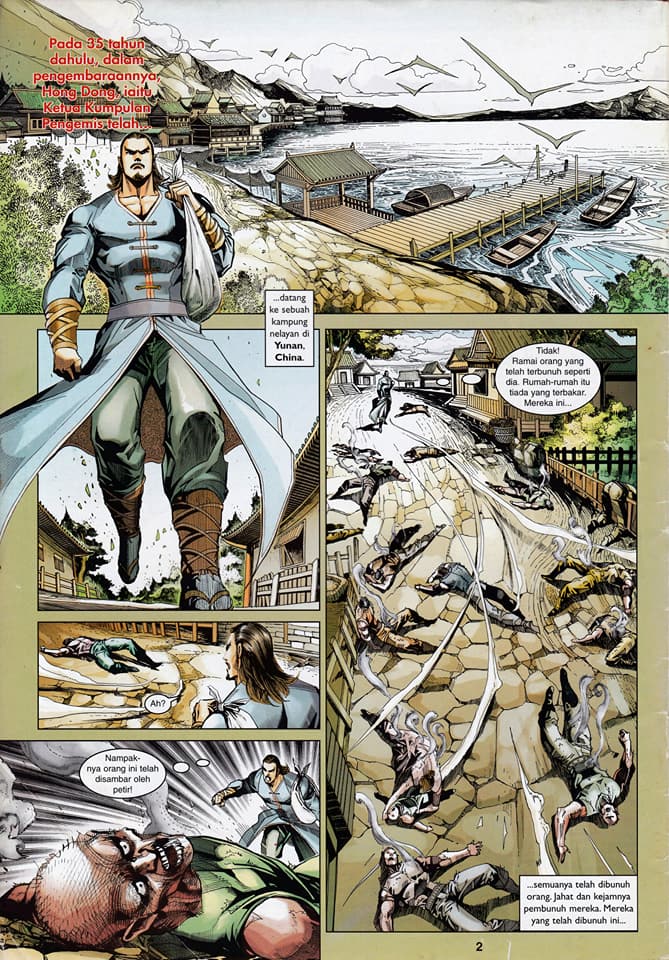 Pada 35 tahun
dahulu, dalam
pengembaraannya,
Hong Dong, iaitu
Ketua Kumpulan
Pengemis telah...
...datang
ke sebuah
kampung
nelayan di
Yunan,
China.
Ah?
Nampak-
nya orang ini telah
disambar oleh
petir!
Tidak!
Ramai orang yang
telah terbunuh seperti
dia. Rumah-rumah itu
tiada yang terbakar.
Mereka ini...
...semuanya telah dibunuh
orang. Jahat dan kejamnya
pembunuh mereka. Mereka
yang telah dibunuh ini...
2